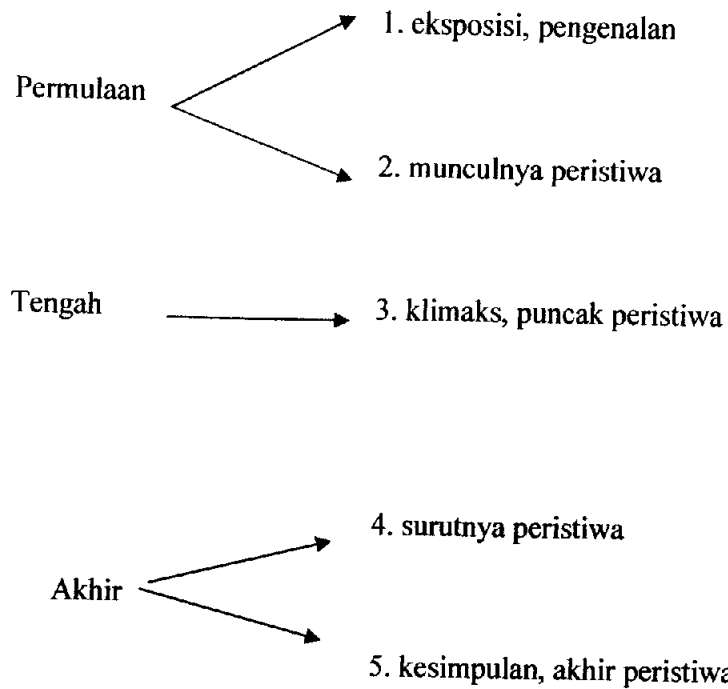 1. eksposisi, pengenalan
Permulaan
2. munculnya peristiwa
Tengah
3. klimaks, puncak peristiwa
4. surutnya peristiwa
Akhir
5. kesimpulan, akhir peristiwa